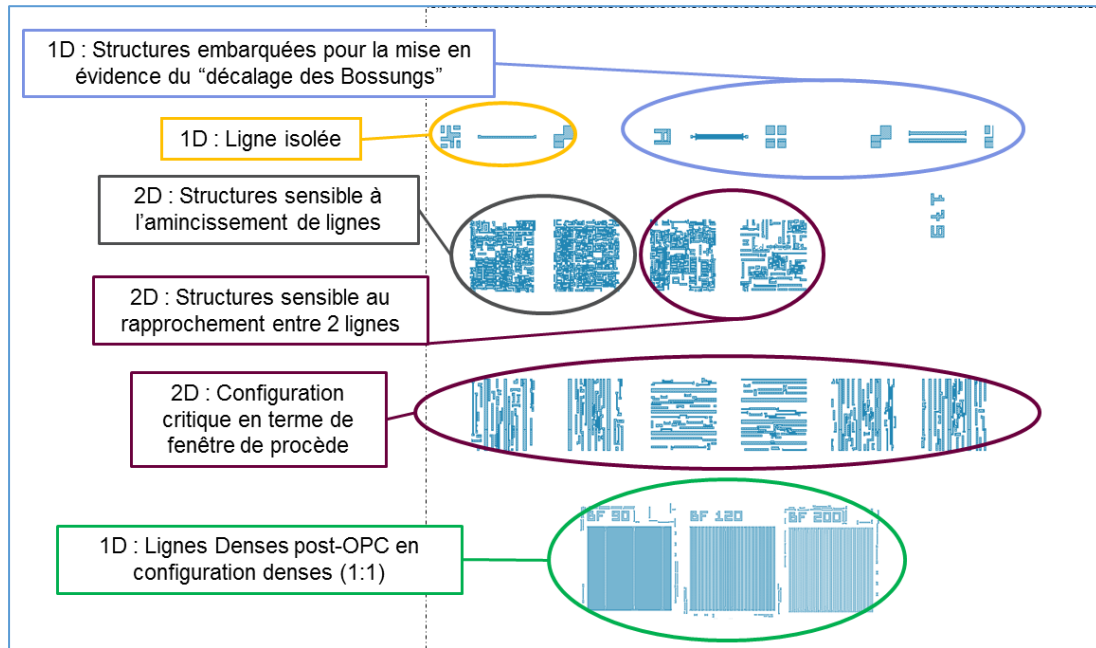 1D : Structures embarquées pour la mise en
évidence du “décalage des Bossungs”
1D : Ligne isolée
2D : Structures sensible à
l’amincissement de lignes
179
2D : Structures sensible au
rapprochement entre 2 lignes
2D : Configuration
critique en terme de
fenêtre de procède
1D : Lignes Denses post-OPC en
configuration denses (1:1)
BF 90
BF 120
BF 200